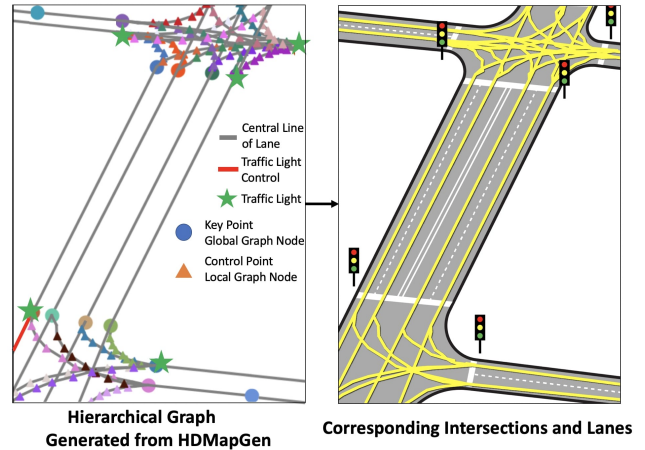 Central Line
of Lane
Traffic Light
Control
Traffic Light
Key Point
Global Graph Node
Control Point
Local Graph Node
Hierarchical Graph
Generated from HDMapGen
Corresponding Intersections and Lanes